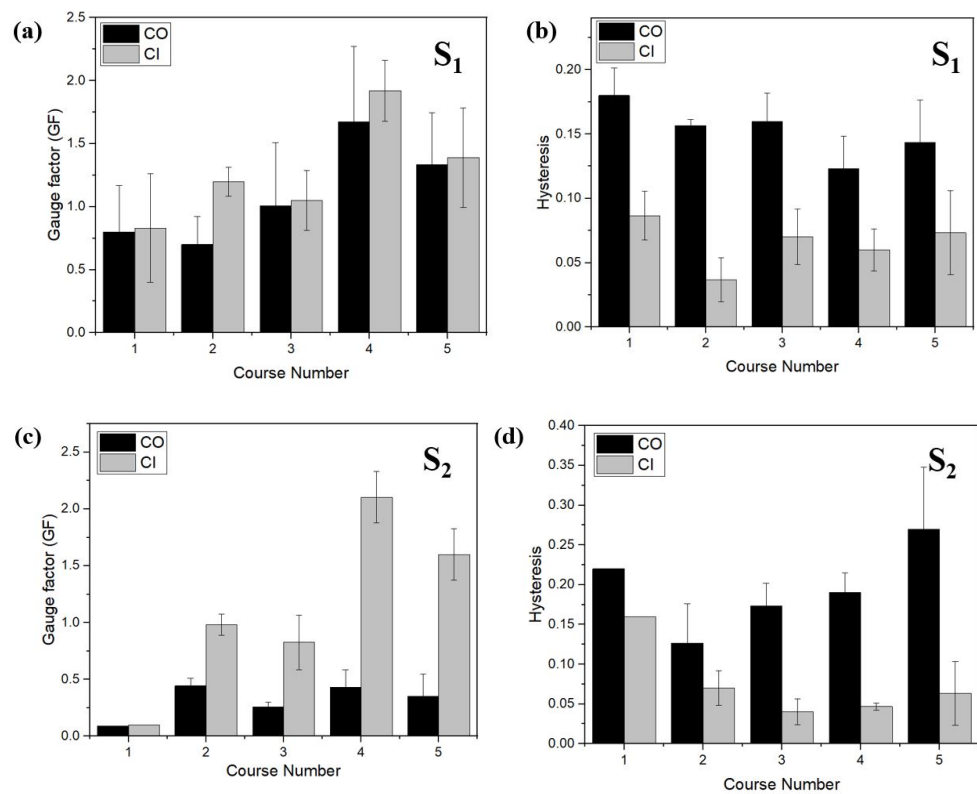 (a)
CO
CI
S1
Gauge factor (GF)
2.5
2.0
1.5
1.0
0.5
0.0
1 2 3 4 5
Course Number
(b)
CO
CI
S1
Hysteresis
0.20
0.15
0.10
0.05
0.00
1 2 3 4 5
Course Number
(c)
CO
CI
S2
Gauge factor (GF)
2.5
2.0
1.5
1.0
0.5
0.0
1 2 3 4 5
Course Number
(d)
CO
CI
S2
Hysteresis
0.40
0.35
0.30
0.25
0.20
0.15
0.10
0.05
0.00
1 2 3 4 5
Course Number